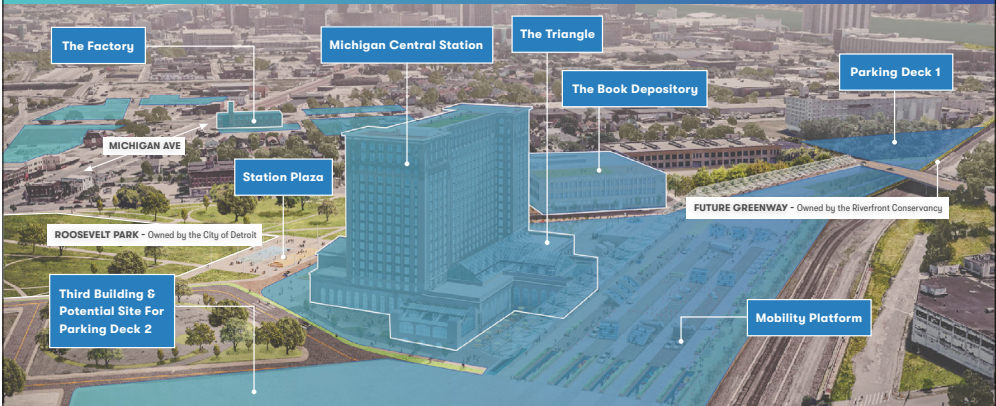 The Factory
Michigan Central Station
The Triangle
Parking Deck 1
The Book Depository
MICHIGAN AVE
Station Plaza
FUTURE GREENWAY - Owned by the Riverfront Conservancy
ROOSEVELT PARK - Owned by the City of Detroit
Third Building &
Potential Site For
Parking Deck 2
Mobility Platform